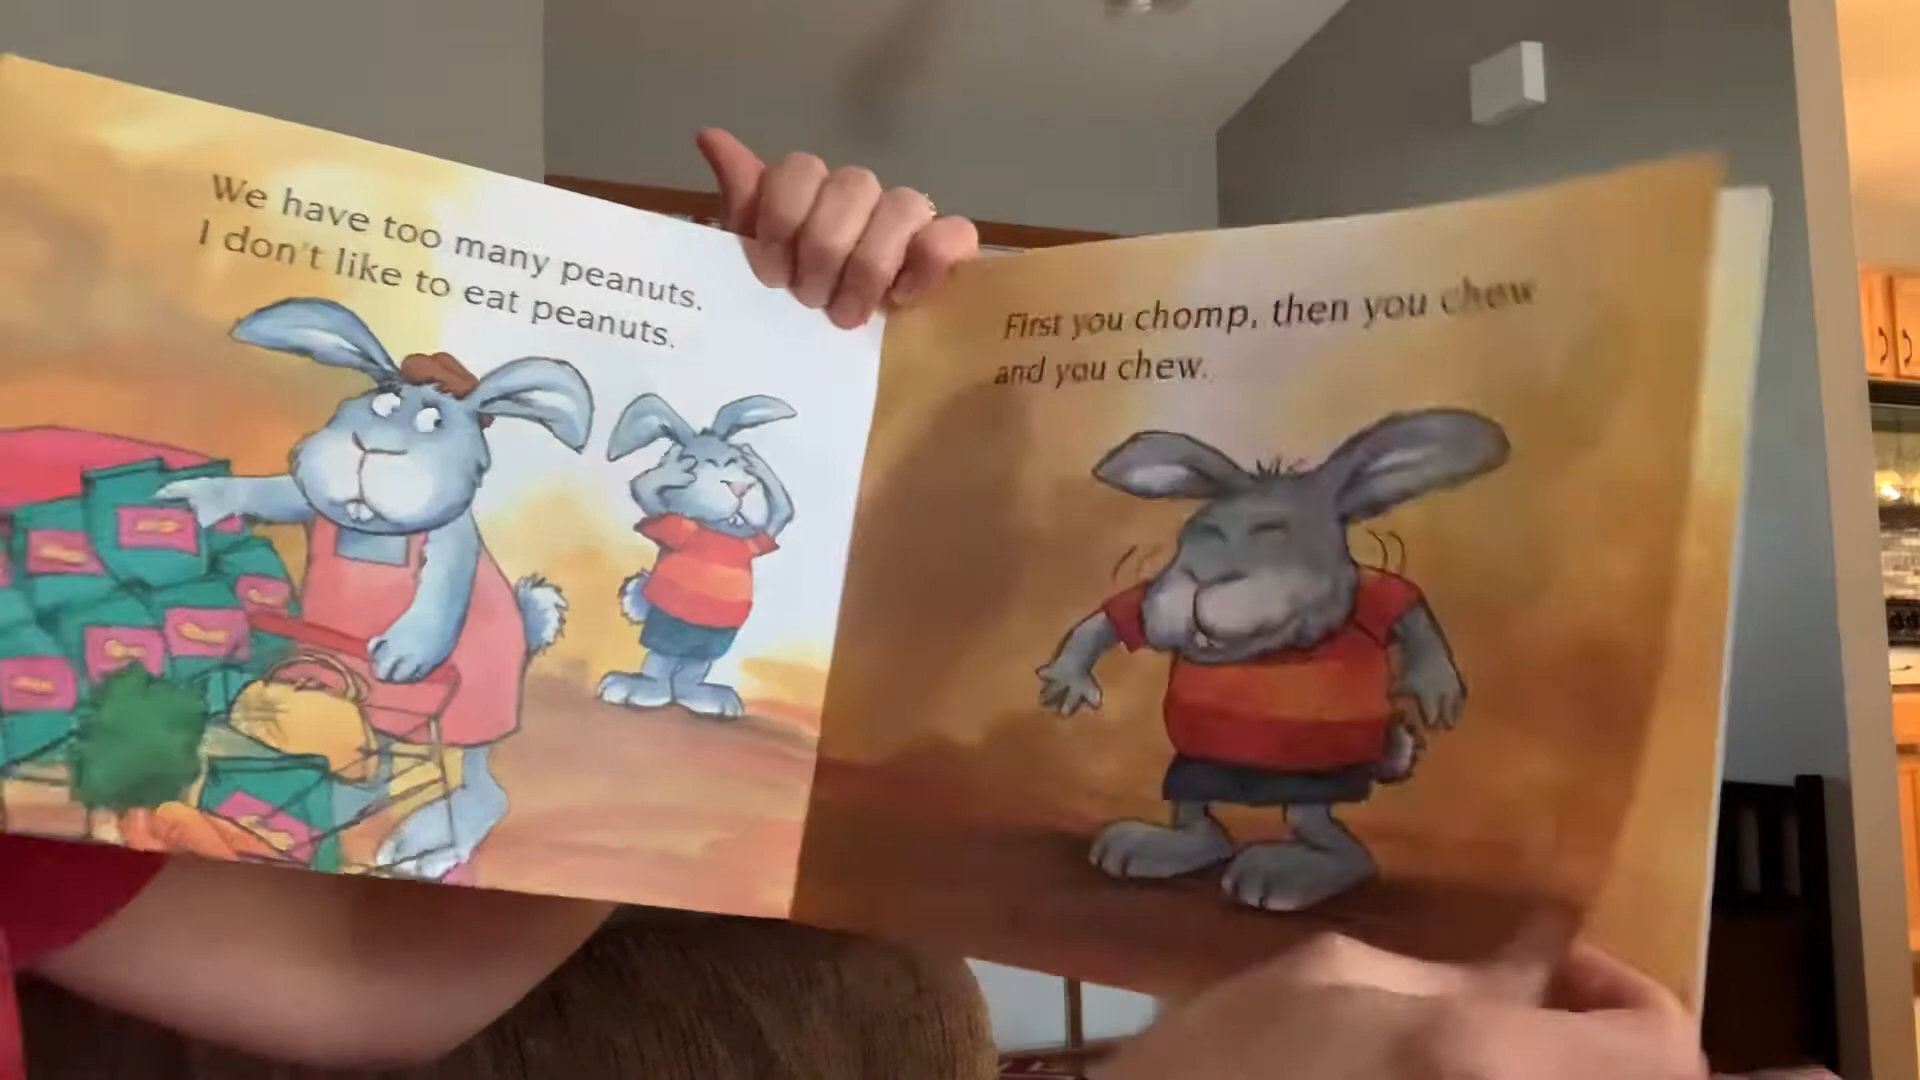 We have too many peanuts.
I don't like to eat peanuts.
First you chomp, then you chew
and you chew.